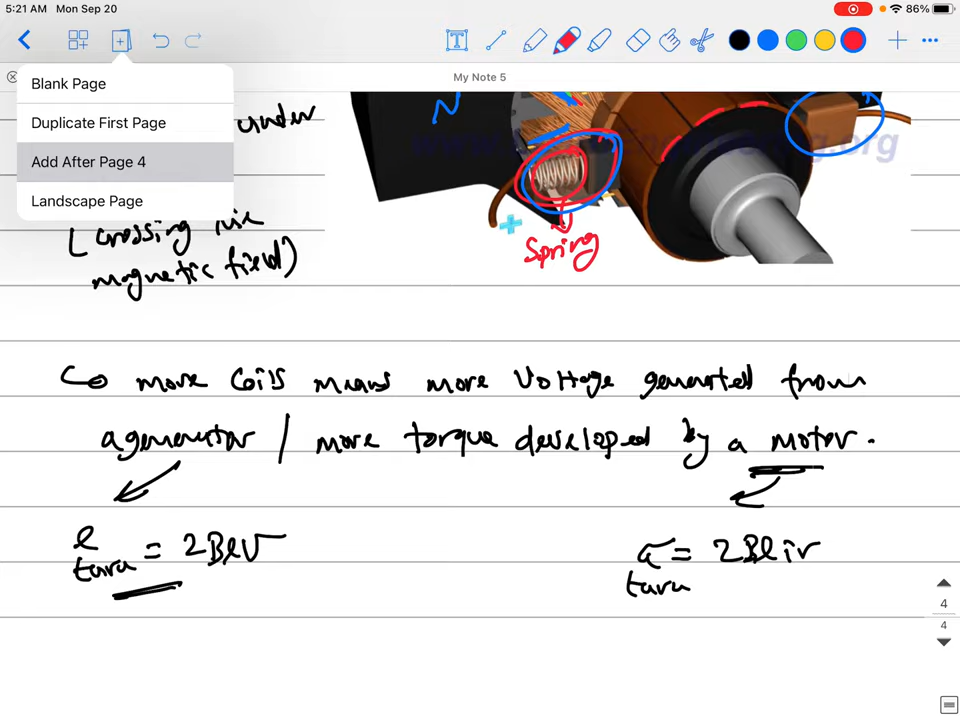 5:21 AM Mon Sep 20
86%
My Note 5
Blank Page
Duplicate First Page
Add After Page 4
Landscape Page
under
(crossing the
magnetic field)
N
Spring
more coils means more voltage generated from
a generator / more torque developed by a motor.
e turn = 2Blv
τ turn = 2Blir
4
4